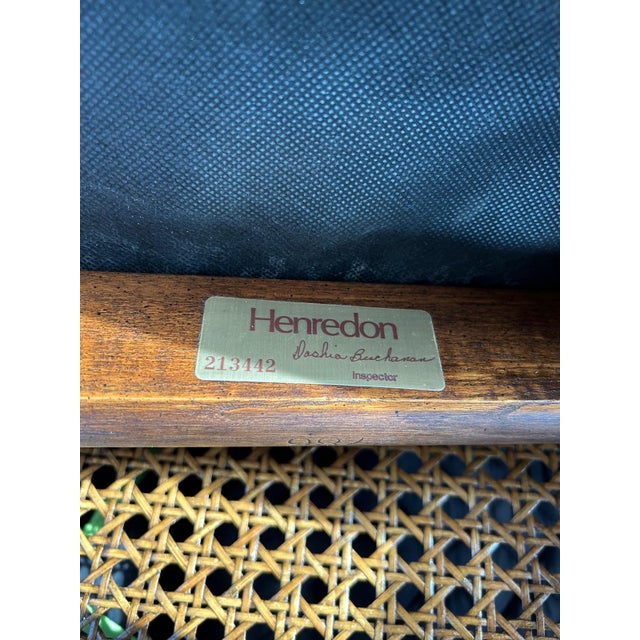 Henredon
213442 Dashia Buchanan
Inspector